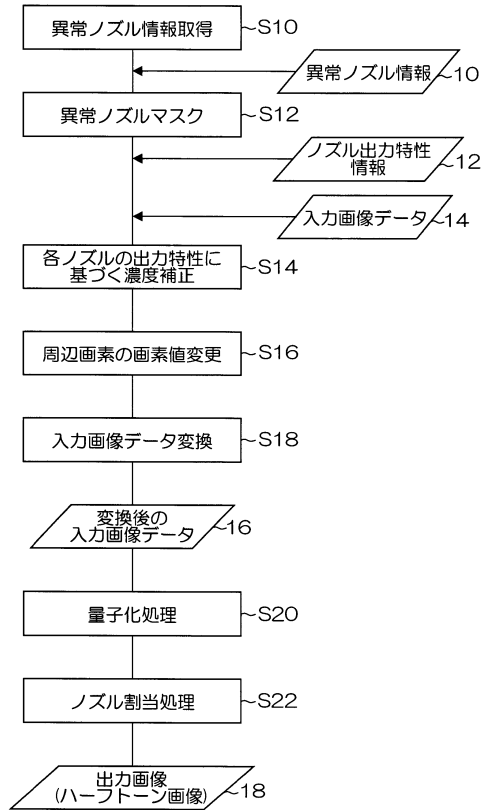 異常ノズル情報取得 ~S10
異常ノズル情報 ~10
異常ノズルマスク ~S12
ノズル出力特性
情報 ~12
入力画像データ ~14
各ノズルの出力特性に
基づく濃度補正 ~S14
周辺画素の画素値変更 ~S16
入力画像データ変換 ~S18
変換後の
入力画像データ ~16
量子化処理 ~S20
ノズル割当処理 ~S22
出力画像
(ハーフトーン画像) ~18